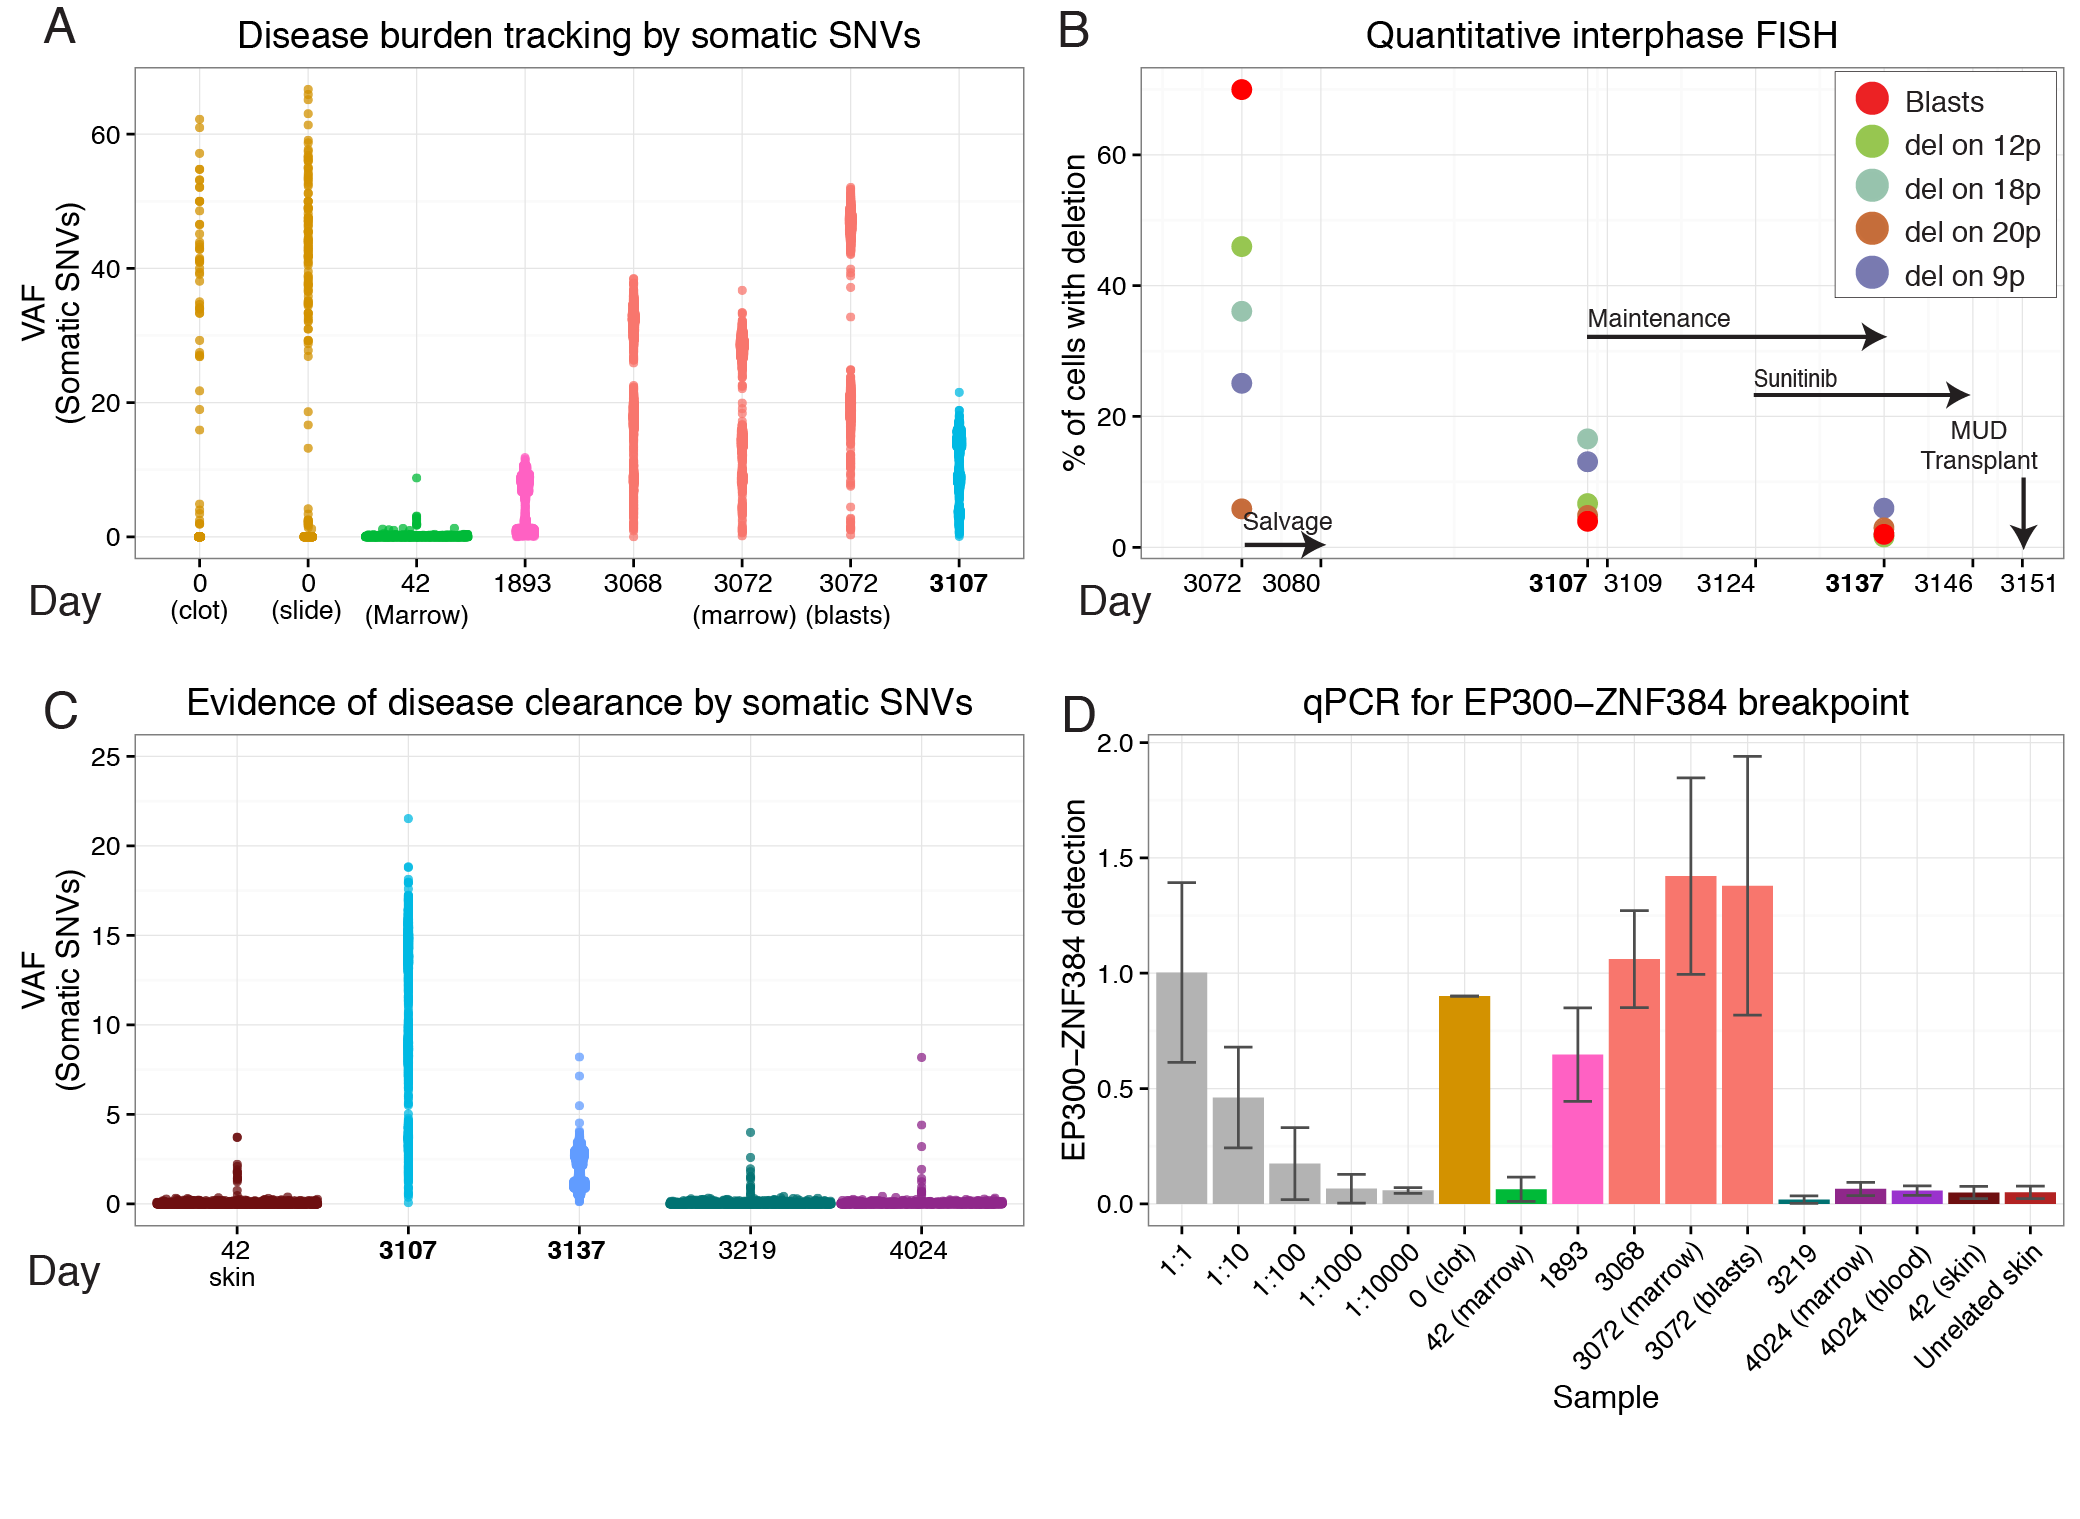 A
Disease burden tracking by somatic SNVs
VAF
(Somatic SNVs)
60
40
20
0
Day
0 0 42 1893 3068 3072 3072 3107
(clot) (slide) (Marrow) (marrow) (blasts)
B
Quantitative interphase FISH
% of cells with deletion
60
40
20
0
Blasts
del on 12p
del on 18p
del on 20p
del on 9p
Maintenance
Sunitinib
MUD
Transplant
Salvage
Day
3072 3080 3107 3109 3124 3137 3146 3151
C
Evidence of disease clearance by somatic SNVs
VAF
(Somatic SNVs)
25
20
15
10
5
0
Day
42 3107 3137 3219 4024
skin
D
qPCR for EP300−ZNF384 breakpoint
EP300−ZNF384 detection
2.0
1.5
1.0
0.5
0.0
1:1
1:10
1:100
1:1000
1:10000
0 (clot)
42 (marrow)
1893
3068
3072 (marrow)
3072 (blasts)
3219
4024 (marrow)
4024 (blood)
42 (skin)
Unrelated skin
Sample